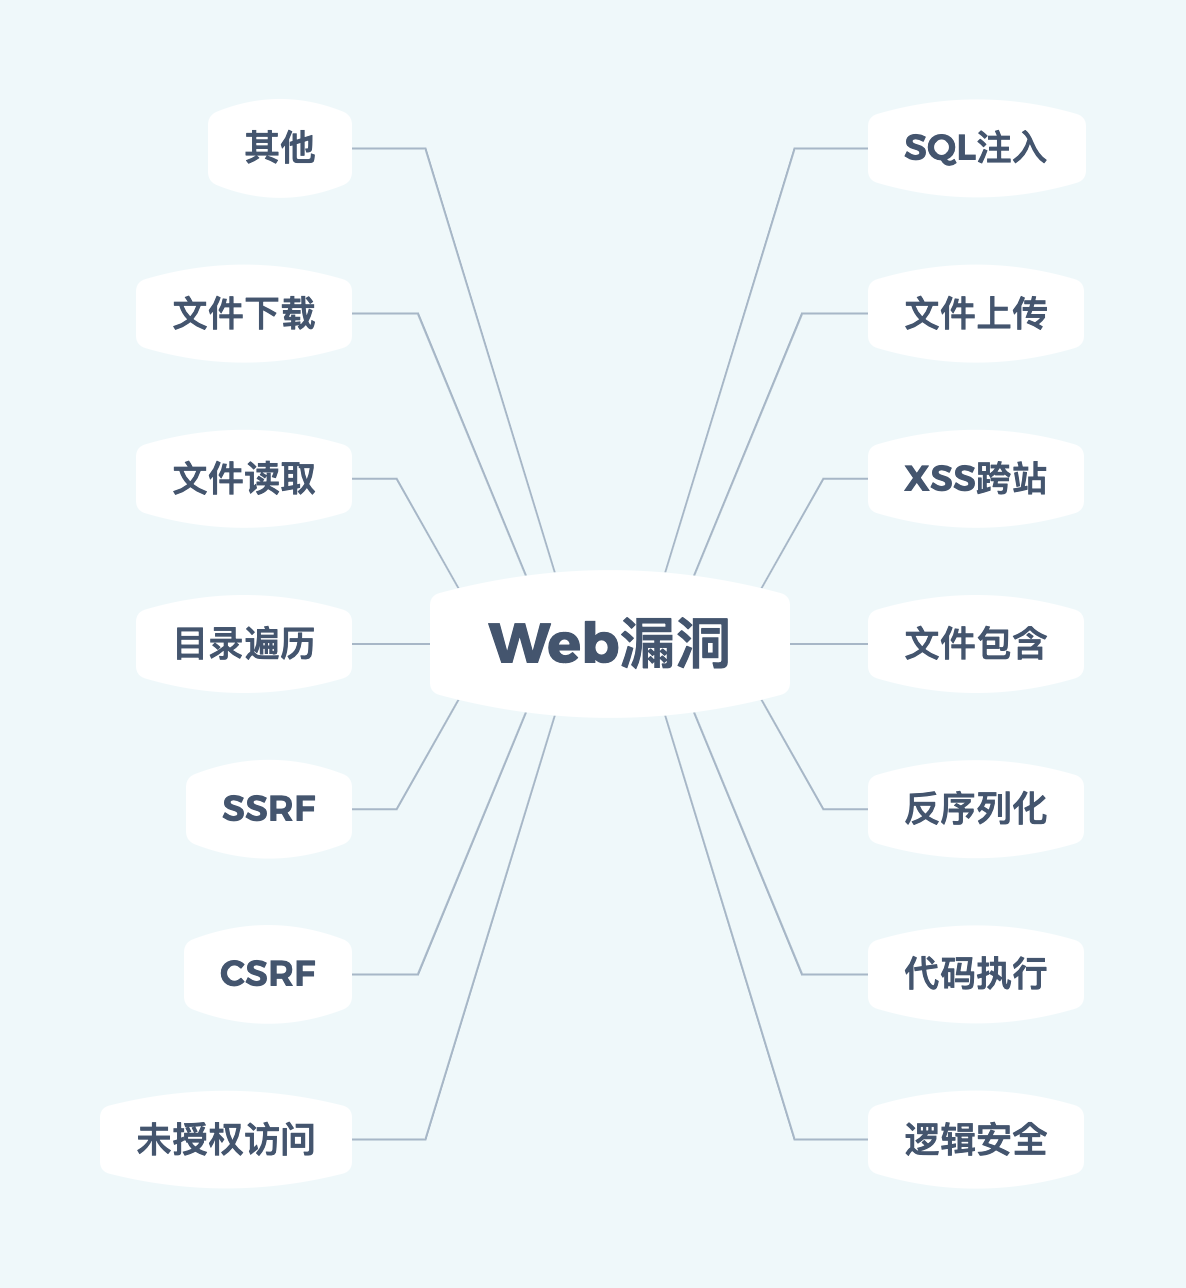 Web漏洞
SQL注入
文件上传
XSS跨站
文件包含
反序列化
代码执行
逻辑安全
其他
文件下载
文件读取
目录遍历
SSRF
CSRF
未授权访问